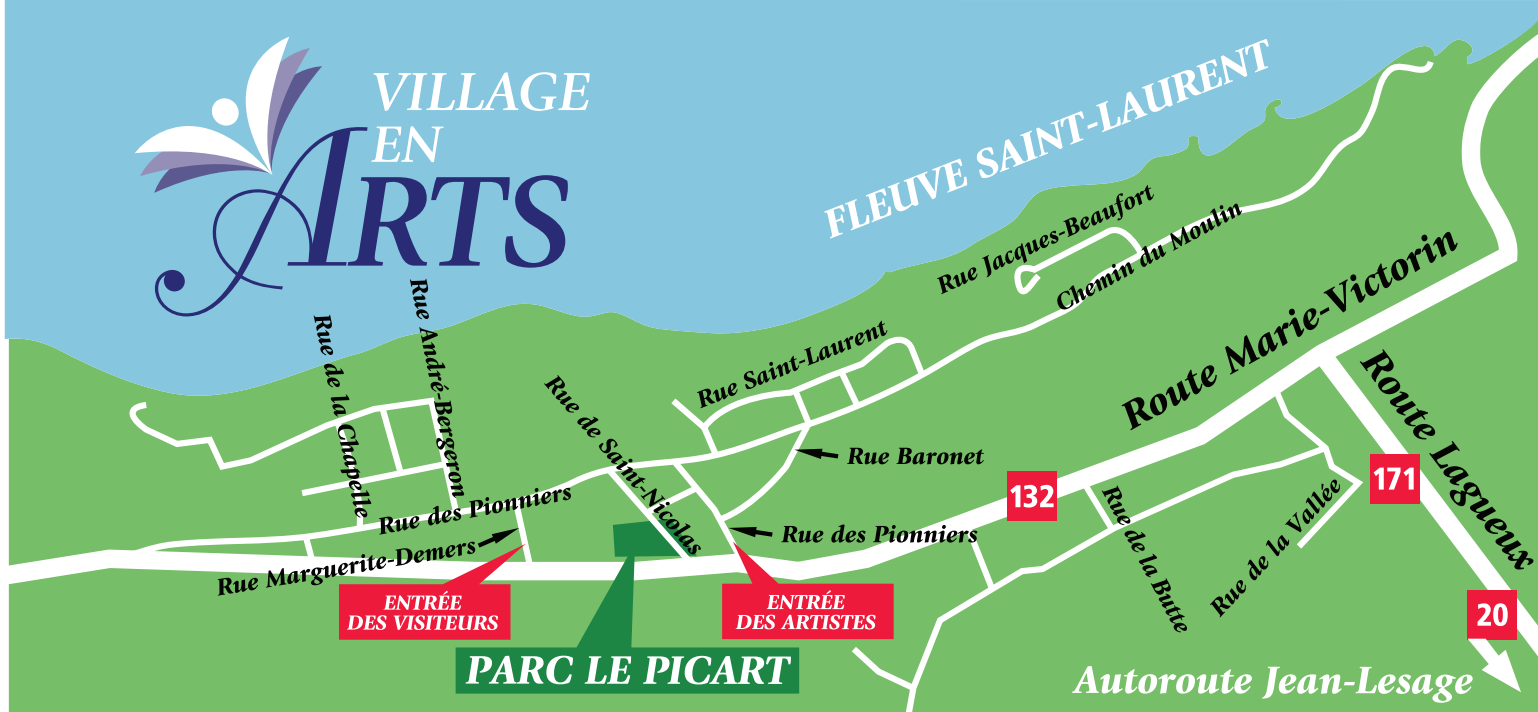 VILLAGE
EN
ARTS
FLEUVE SAINT-LAURENT
Rue Jacques-Beaufort
Chemin du Moulin
Route Marie-Victorin
Rue André-Bergeron
Rue de la Chapelle
Rue Saint-Laurent
Rue de Saint-Nicolas
Route Lagueux
Rue Baronet
171
132
Rue des Pionniers
Rue des Pionniers
Rue Marguerite-Demers
Rue de la Butte
Rue de la Vallée
ENTRÉE
DES VISITEURS
ENTRÉE
DES ARTISTES
20
PARC LE PICART
Autoroute Jean-Lesage